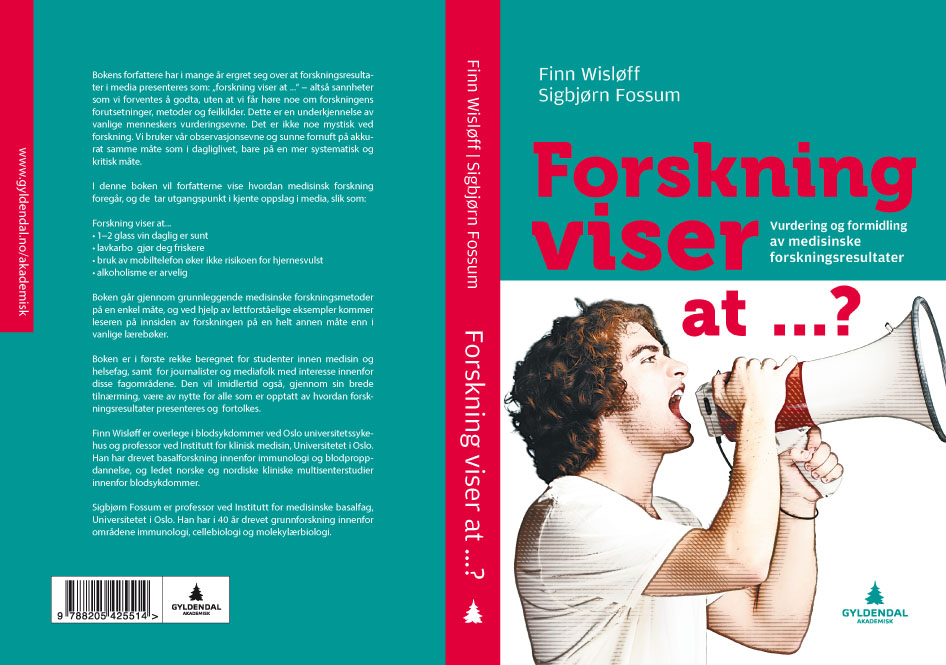 www.gyldendal.no/akademisk
Bokens forfattere har i mange år ergret seg over at forskningsresulta-
ter i media presenteres som: „forskning viser at ...“ – altså sannheter
som vi forventes å godta, uten at vi får høre noe om forskningens
forutsetninger, metoder og feilkilder. Dette er en underkjennelse av
vanlige menneskers vurderingsevne. Det er ikke noe mystisk ved
forskning. Vi bruker vår observasjonsevne og sunne fornuft på akku-
rat samme måte som i dagliglivet, bare på en mer systematisk og
kritisk måte.
I denne boken vil forfatterne vise hvordan medisinsk forskning
foregår, og de tar utgangspunkt i kjente oppslag i media, slik som:
Forskning viser at...
• 1–2 glass vin daglig er sunt
• lavkarbo gjør deg friskere
• bruk av mobiltelefon øker ikke risikoen for hjernesvulst
• alkoholisme er arvelig
Boken går gjennom grunnleggende medisinske forskningsmetoder
på en enkel måte, og ved hjelp av lettforståelige eksempler kommer
leseren på innsiden av forskningen på en helt annen måte enn i
vanlige lærebøker.
Boken er i første rekke beregnet for studenter innen medisin og
helsefag, samt for journalister og mediafolk med interesse innenfor
disse fagområdene. Den vil imidlertid også, gjennom sin brede
tilnærming, være av nytte for alle som er opptatt av hvordan forsk-
ningsresultater presenteres og fortolkes.
Finn Wisløff er overlege i blodsykdommer ved Oslo universitetssyke-
hus og professor ved Institutt for klinisk medisin, Universitetet i Oslo.
Han har drevet basalforskning innenfor immunologi og blodpropp-
dannelse, og ledet norske og nordiske kliniske multisenterstudier
innenfor blodsykdommer.
Sigbjørn Fossum er professor ved Institutt for medisinske basalfag,
Universitetet i Oslo. Han har i 40 år drevet grunnforskning innenfor
områdene immunologi, cellebiologi og molekylærbiologi.
9 788205 425514 >
GYLDENDAL
AKADEMISK
Finn Wisløff | Sigbjørn Fossum
Forskning viser at ...?
Finn Wisløff
Sigbjørn Fossum
Forskning
viser
at ...?
Vurdering og formidling
av medisinske
forskningsresultater
GYLDENDAL
AKADEMISK